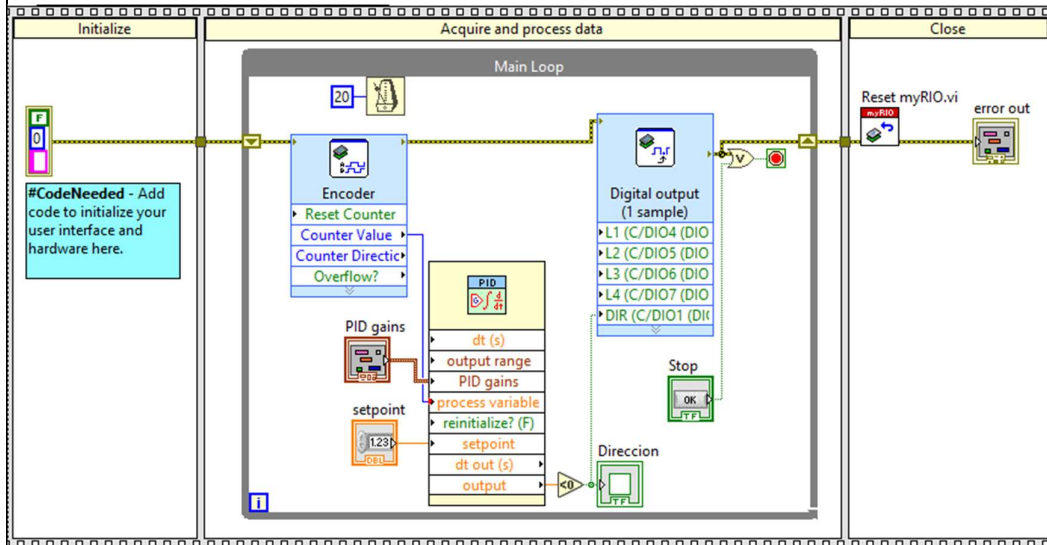 Initialize
Acquire and process data
Close
Main Loop
20
F
0
Encoder
Reset Counter
Counter Value
Counter Directic
Overflow?
#CodeNeeded - Add
code to initialize your
user interface and
hardware here.
PID
d
dt
dt (s)
output range
PID gains
process variable
reinitialize? (F)
setpoint
dt out (s)
output
PID gains
setpoint
1.23
DBL
<0
Direccion
TF
Digital output
(1 sample)
L1 (C/DIO4 (DIO
L2 (C/DIO5 (DIO
L3 (C/DIO6 (DIO
L4 (C/DIO7 (DIO
DIR (C/DIO1 (DIC
V
Stop
OK
TF
i
Reset myRIO.vi
myRIO
error out